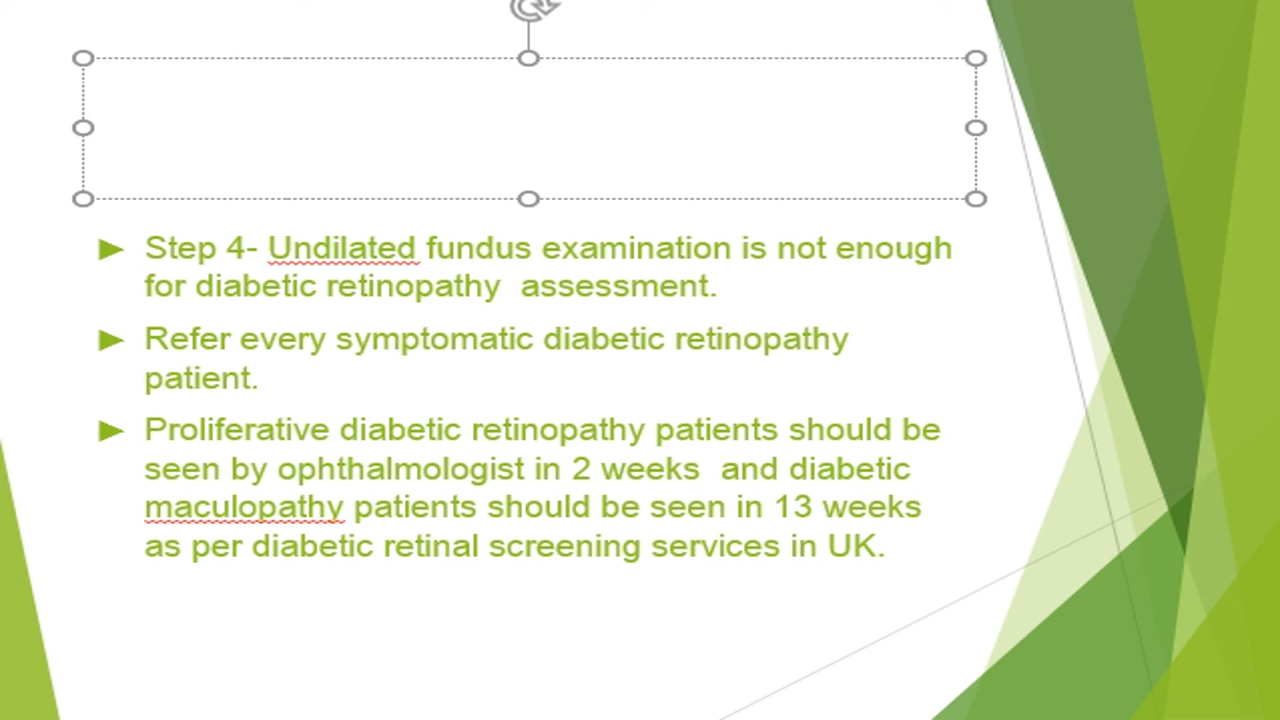 Step 4- Undilated fundus examination is not enough
for diabetic retinopathy  assessment.
Refer every symptomatic diabetic retinopathy
patient.
Proliferative diabetic retinopathy patients should be
seen by ophthalmologist in 2 weeks  and diabetic
maculopathy patients should be seen in 13 weeks
as per diabetic retinal screening services in UK.